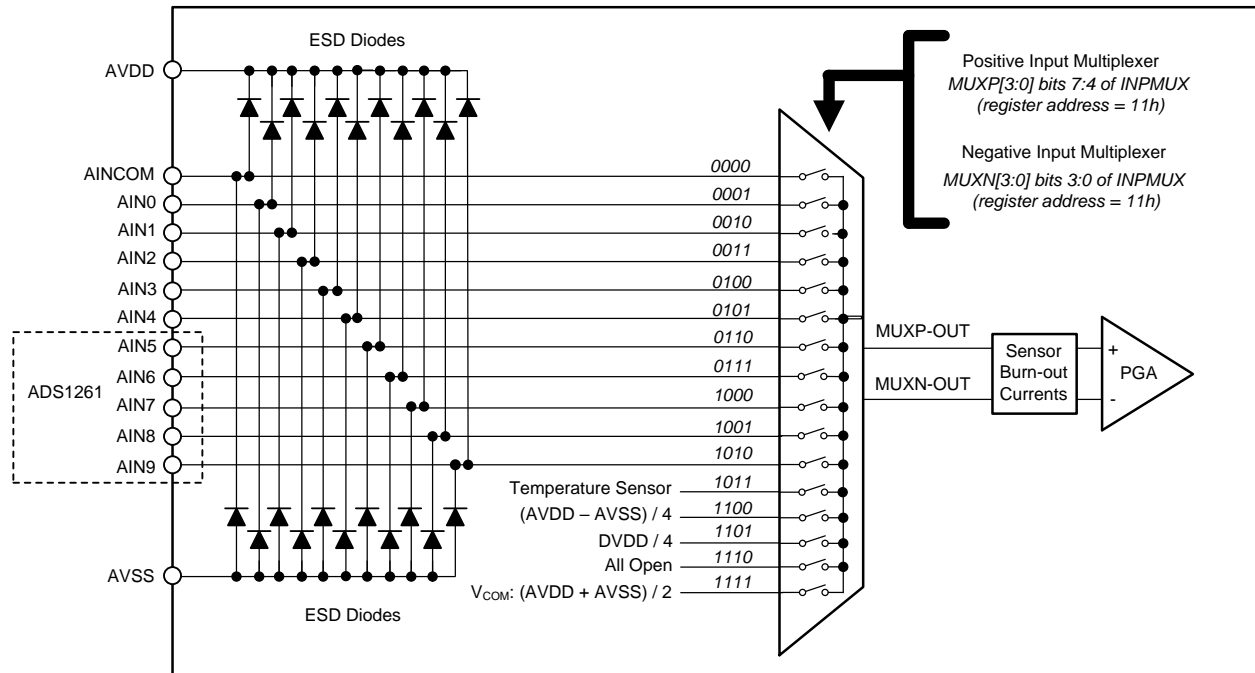 ESD Diodes
AVDD
Positive Input Multiplexer
MUXP[3:0] bits 7:4 of INPMUX
(register address = 11h)
Negative Input Multiplexer
MUXN[3:0] bits 3:0 of INPMUX
(register address = 11h)
AINCOM
0000
AIN0
0001
AIN1
0010
AIN2
0011
AIN3
0100
AIN4
0101
AIN5
0110
AIN6
0111
AIN7
1000
AIN8
1001
AIN9
1010
ADS1261
MUXP-OUT
MUXN-OUT
Sensor
Burn-out
Currents
+
PGA
-
Temperature Sensor
1011
(AVDD – AVSS) / 4
1100
DVDD / 4
1101
All Open
1110
VCOM: (AVDD + AVSS) / 2
1111
AVSS
ESD Diodes